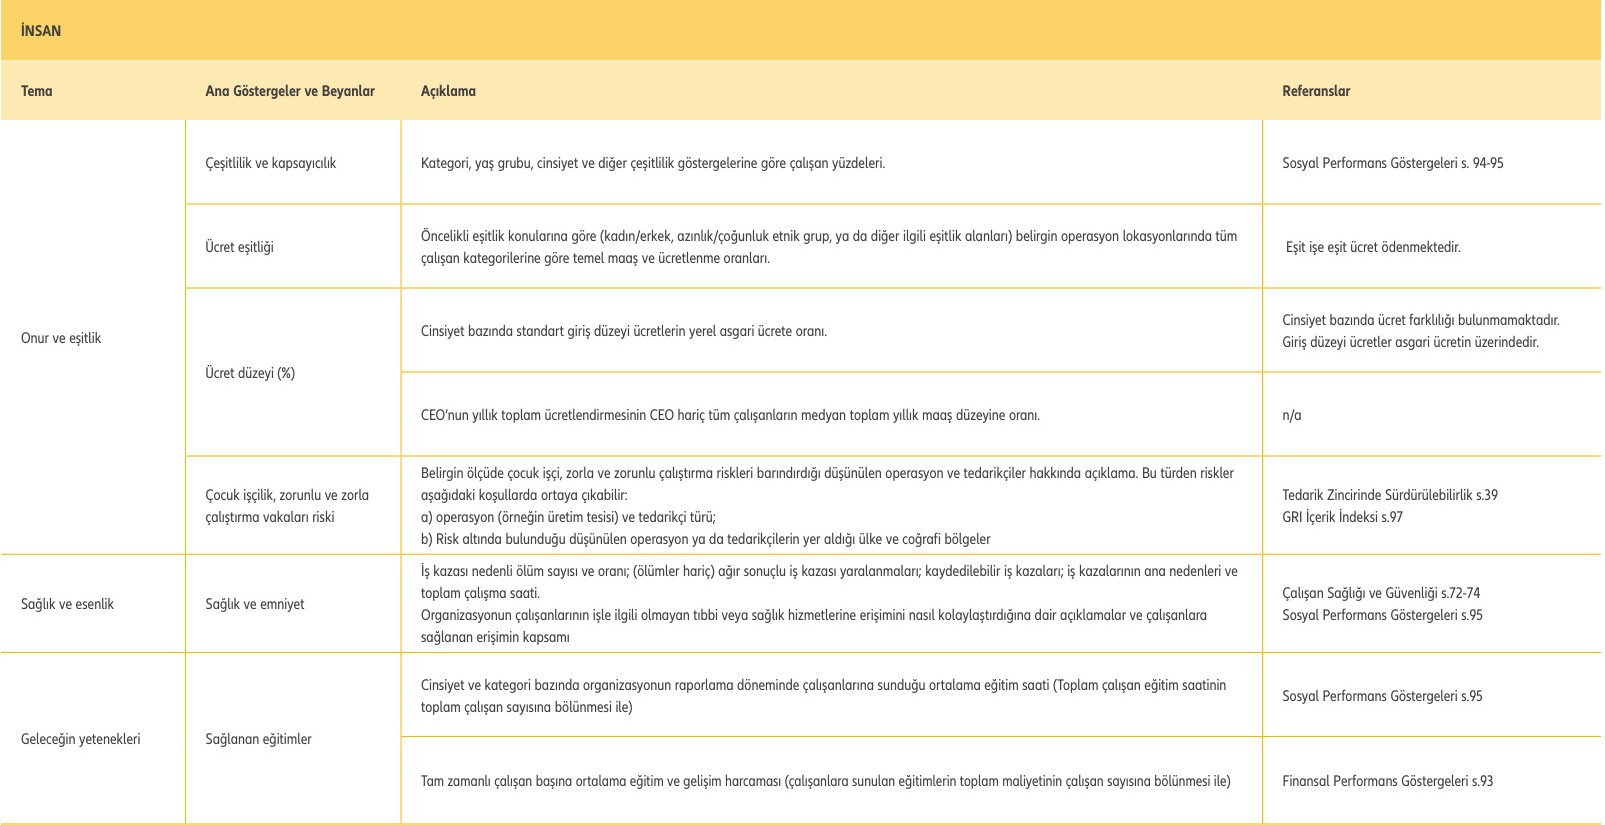 İNSAN
Tema
Ana Göstergeler ve Beyanlar
Açıklama
Referanslar
Onur ve eşitlik
Çeşitlilik ve kapsayıcılık
Kategori, yaş grubu, cinsiyet ve diğer çeşitlilik göstergelerine göre çalışan yüzdeleri.
Sosyal Performans Göstergeleri s. 94-95
Ücret eşitliği
Öncelikli eşitlik konularına göre (kadın/erkek, azınlık/çoğunluk etnik grup, ya da diğer ilgili eşitlik alanları) belirgin operasyon lokasyonlarında tüm
çalışan kategorilerine göre temel maaş ve ücretlenme oranları.
Eşit işe eşit ücret ödenmektedir.
Ücret düzeyi (%)
Cinsiyet bazında standart giriş düzeyi ücretlerin yerel asgari ücrete oranı.
Cinsiyet bazında ücret farklılığı bulunmamaktadır.
Giriş düzeyi ücretler asgari ücretin üzerindedir.
CEO’nun yıllık toplam ücretlendirmesinin CEO hariç tüm çalışanların medyan toplam yıllık maaş düzeyine oranı.
n/a
Çocuk işçilik, zorunlu ve zorla
çalıştırma vakaları riski
Belirgin ölçüde çocuk işçi, zorla ve zorunlu çalıştırma riskleri barındırdığı düşünülen operasyon ve tedarikçiler hakkında açıklama. Bu türden riskler
aşağıdaki koşullarda ortaya çıkabilir:
a) operasyon (örneğin üretim tesisi) ve tedarikçi türü;
b) Risk altında bulunduğu düşünülen operasyon ya da tedarikçilerin yer aldığı ülke ve coğrafi bölgeler
Tedarik Zincirinde Sürdürülebilirlik s.39
GRI İçerik İndeksi s.97
Sağlık ve esenlik
Sağlık ve emniyet
İş kazası nedenli ölüm sayısı ve oranı; (ölümler hariç) ağır sonuçlu iş kazası yaralanmaları; kaydedilebilir iş kazaları; iş kazalarının ana nedenleri ve
toplam çalışma saati.
Organizasyonun çalışanlarının işle ilgili olmayan tıbbi veya sağlık hizmetlerine erişimini nasıl kolaylaştırdığına dair açıklamalar ve çalışanlara
sağlanan erişimin kapsamı
Çalışan Sağlığı ve Güvenliği s.72-74
Sosyal Performans Göstergeleri s.95
Geleceğin yetenekleri
Sağlanan eğitimler
Cinsiyet ve kategori bazında organizasyonun raporlama döneminde çalışanlarına sunduğu ortalama eğitim saati (Toplam çalışan eğitim saatinin
toplam çalışan sayısına bölünmesi ile)
Sosyal Performans Göstergeleri s.95
Tam zamanlı çalışan başına ortalama eğitim ve gelişim harcaması (çalışanlara sunulan eğitimlerin toplam maliyetinin çalışan sayısına bölünmesi ile)
Finansal Performans Göstergeleri s.93